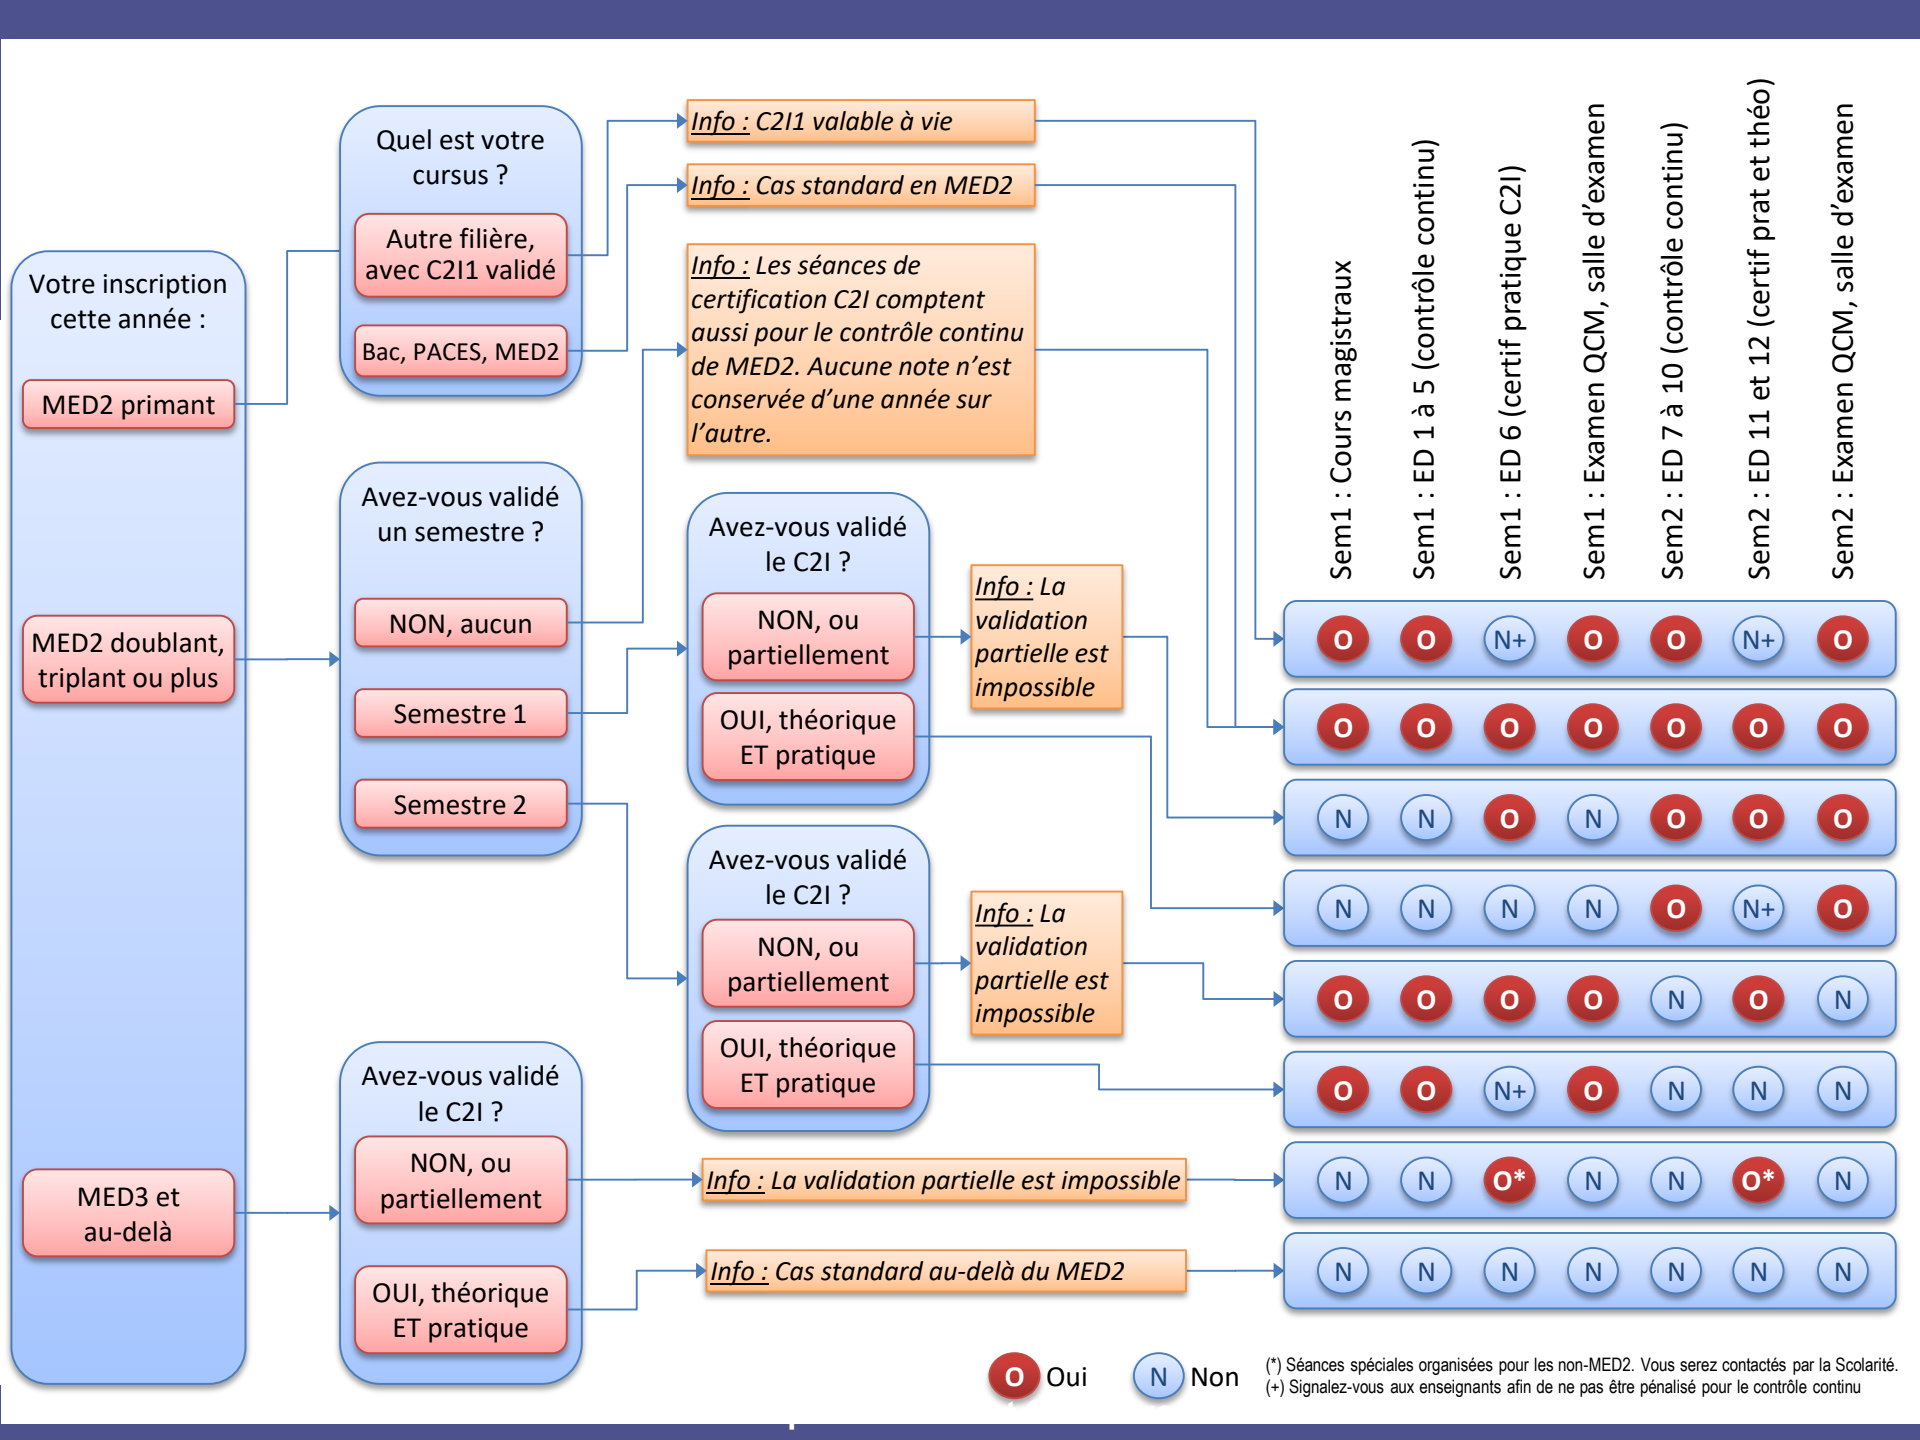 Votre inscription
cette année :
MED2 primant
MED2 doublant,
triplant ou plus
MED3 et
au-delà
Quel est votre
cursus ?
Autre filière,
avec C2I1 validé
Bac, PACES, MED2
Avez-vous validé
un semestre ?
NON, aucun
Semestre 1
Semestre 2
Avez-vous validé
le C2I ?
NON, ou
partiellement
OUI, théorique
ET pratique
Info : C2I1 valable à vie
Info : Cas standard en MED2
Info : Les séances de
certification C2I comptent
aussi pour le contrôle continu
de MED2. Aucune note n’est
conservée d’une année sur
l’autre.
Avez-vous validé
le C2I ?
NON, ou
partiellement
OUI, théorique
ET pratique
Info : La
validation
partielle est
impossible
Avez-vous validé
le C2I ?
NON, ou
partiellement
OUI, théorique
ET pratique
Info : La
validation
partielle est
impossible
Info : La validation partielle est impossible
Info : Cas standard au-delà du MED2
Sem1 : Cours magistraux
Sem1 : ED 1 à 5 (contrôle continu)
Sem1 : ED 6 (certif pratique C2I)
Sem1 : Examen QCM, salle d’examen
Sem2 : ED 7 à 10 (contrôle continu)
Sem2 : ED 11 et 12 (certif prat et théo)
Sem2 : Examen QCM, salle d’examen
O O N+ O O N+ O
O O O O O O O
N N O N O O O
N N N N O N+ O
O O O O N O N
O O N+ O N N N
N N O* N N O* N
N N N N N N N
O Oui N Non
(*) Séances spéciales organisées pour les non-MED2. Vous serez contactés par la Scolarité.
(+) Signalez-vous aux enseignants afin de ne pas être pénalisé pour le contrôle continu